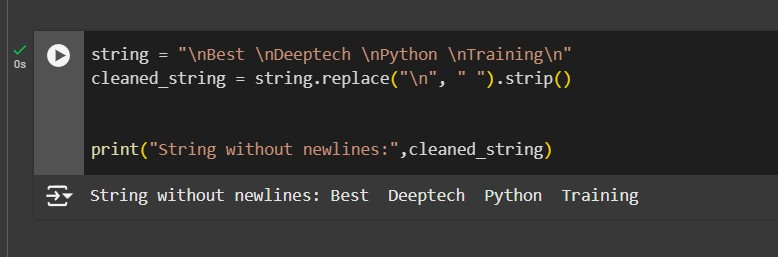 string = "\nBest \nDeeptech \nPython \nTraining\n"
0s
cleaned_string = string.replace("\n", " ").strip()
print("String without newlines:",cleaned_string)
String without newlines: Best  Deeptech  Python  Training